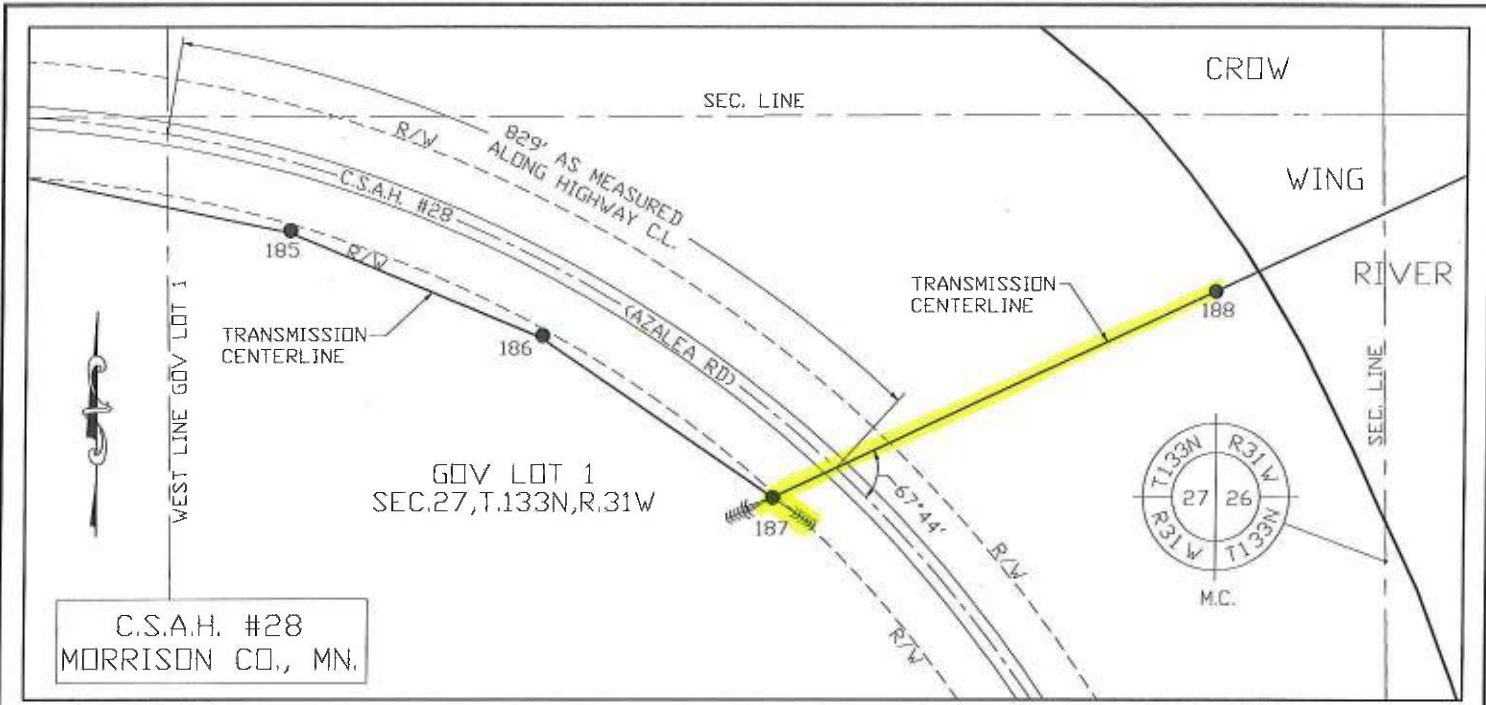 CROW
SEC. LINE
829' AS MEASURED
ALONG HIGHWAY C.L.
R/W
C.S.A.H. #28
WING
185
R/W
TRANSMISSION
CENTERLINE
RIVER
188
WEST LINE GOV LOT 1
TRANSMISSION
CENTERLINE
186
(AZALEA RD)
SEC. LINE
GOV LOT 1
SEC.27,T.133N,R.31W
67°44'
T133N R31W
27 26
R31W T133N
187
R/W
M.C.
R/W
C.S.A.H. #28
MORRISON CO., MN.